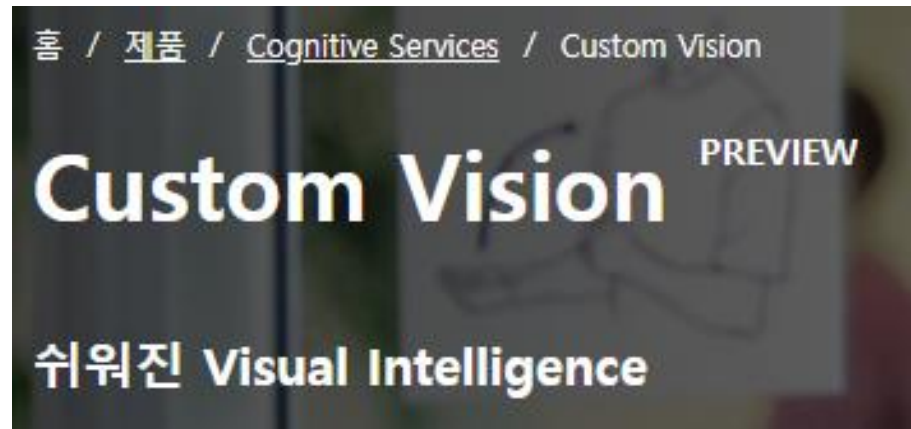 홈 / 제품 / Cognitive Services / Custom Vision
Custom Vision PREVIEW
쉬워진 Visual Intelligence